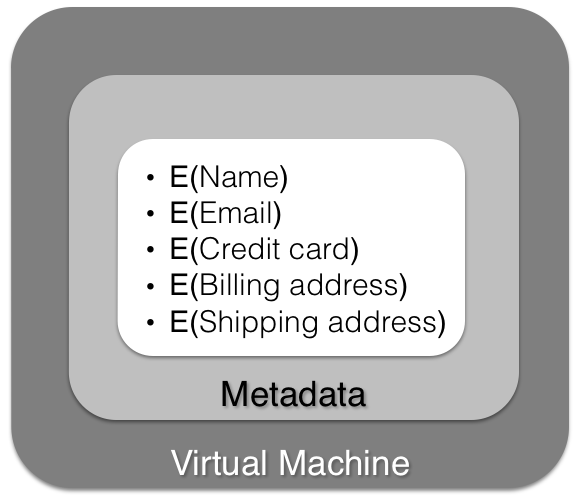 • E(Name)
• E(Email)
• E(Credit card)
• E(Billing address)
• E(Shipping address)
Metadata
Virtual Machine